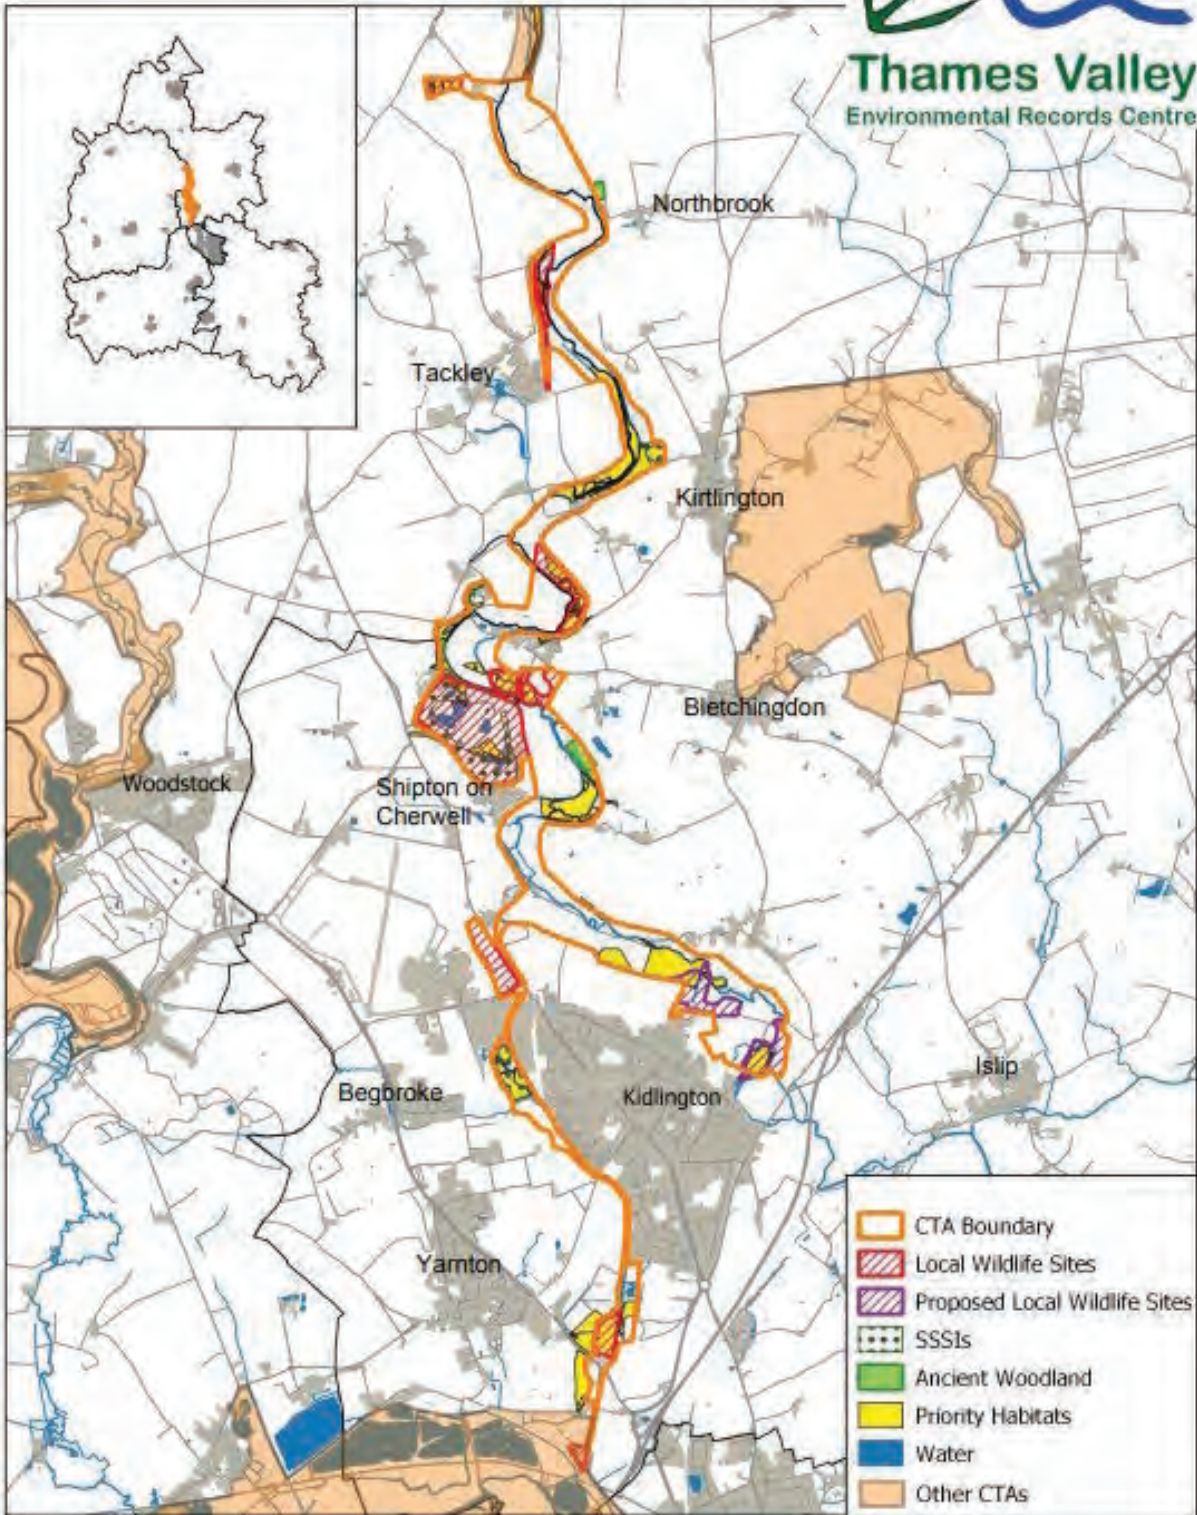 Thames Valley
Environmental Records Centre
Northbrook
Tackley
Kirtlington
Bletchingdon
Woodstock
Shipton on
Cherwell
Islip
Begbroke
Kidlington
Yarnton
CTA Boundary
Local Wildlife Sites
Proposed Local Wildlife Sites
SSSIs
Ancient Woodland
Priority Habitats
Water
Other CTAs